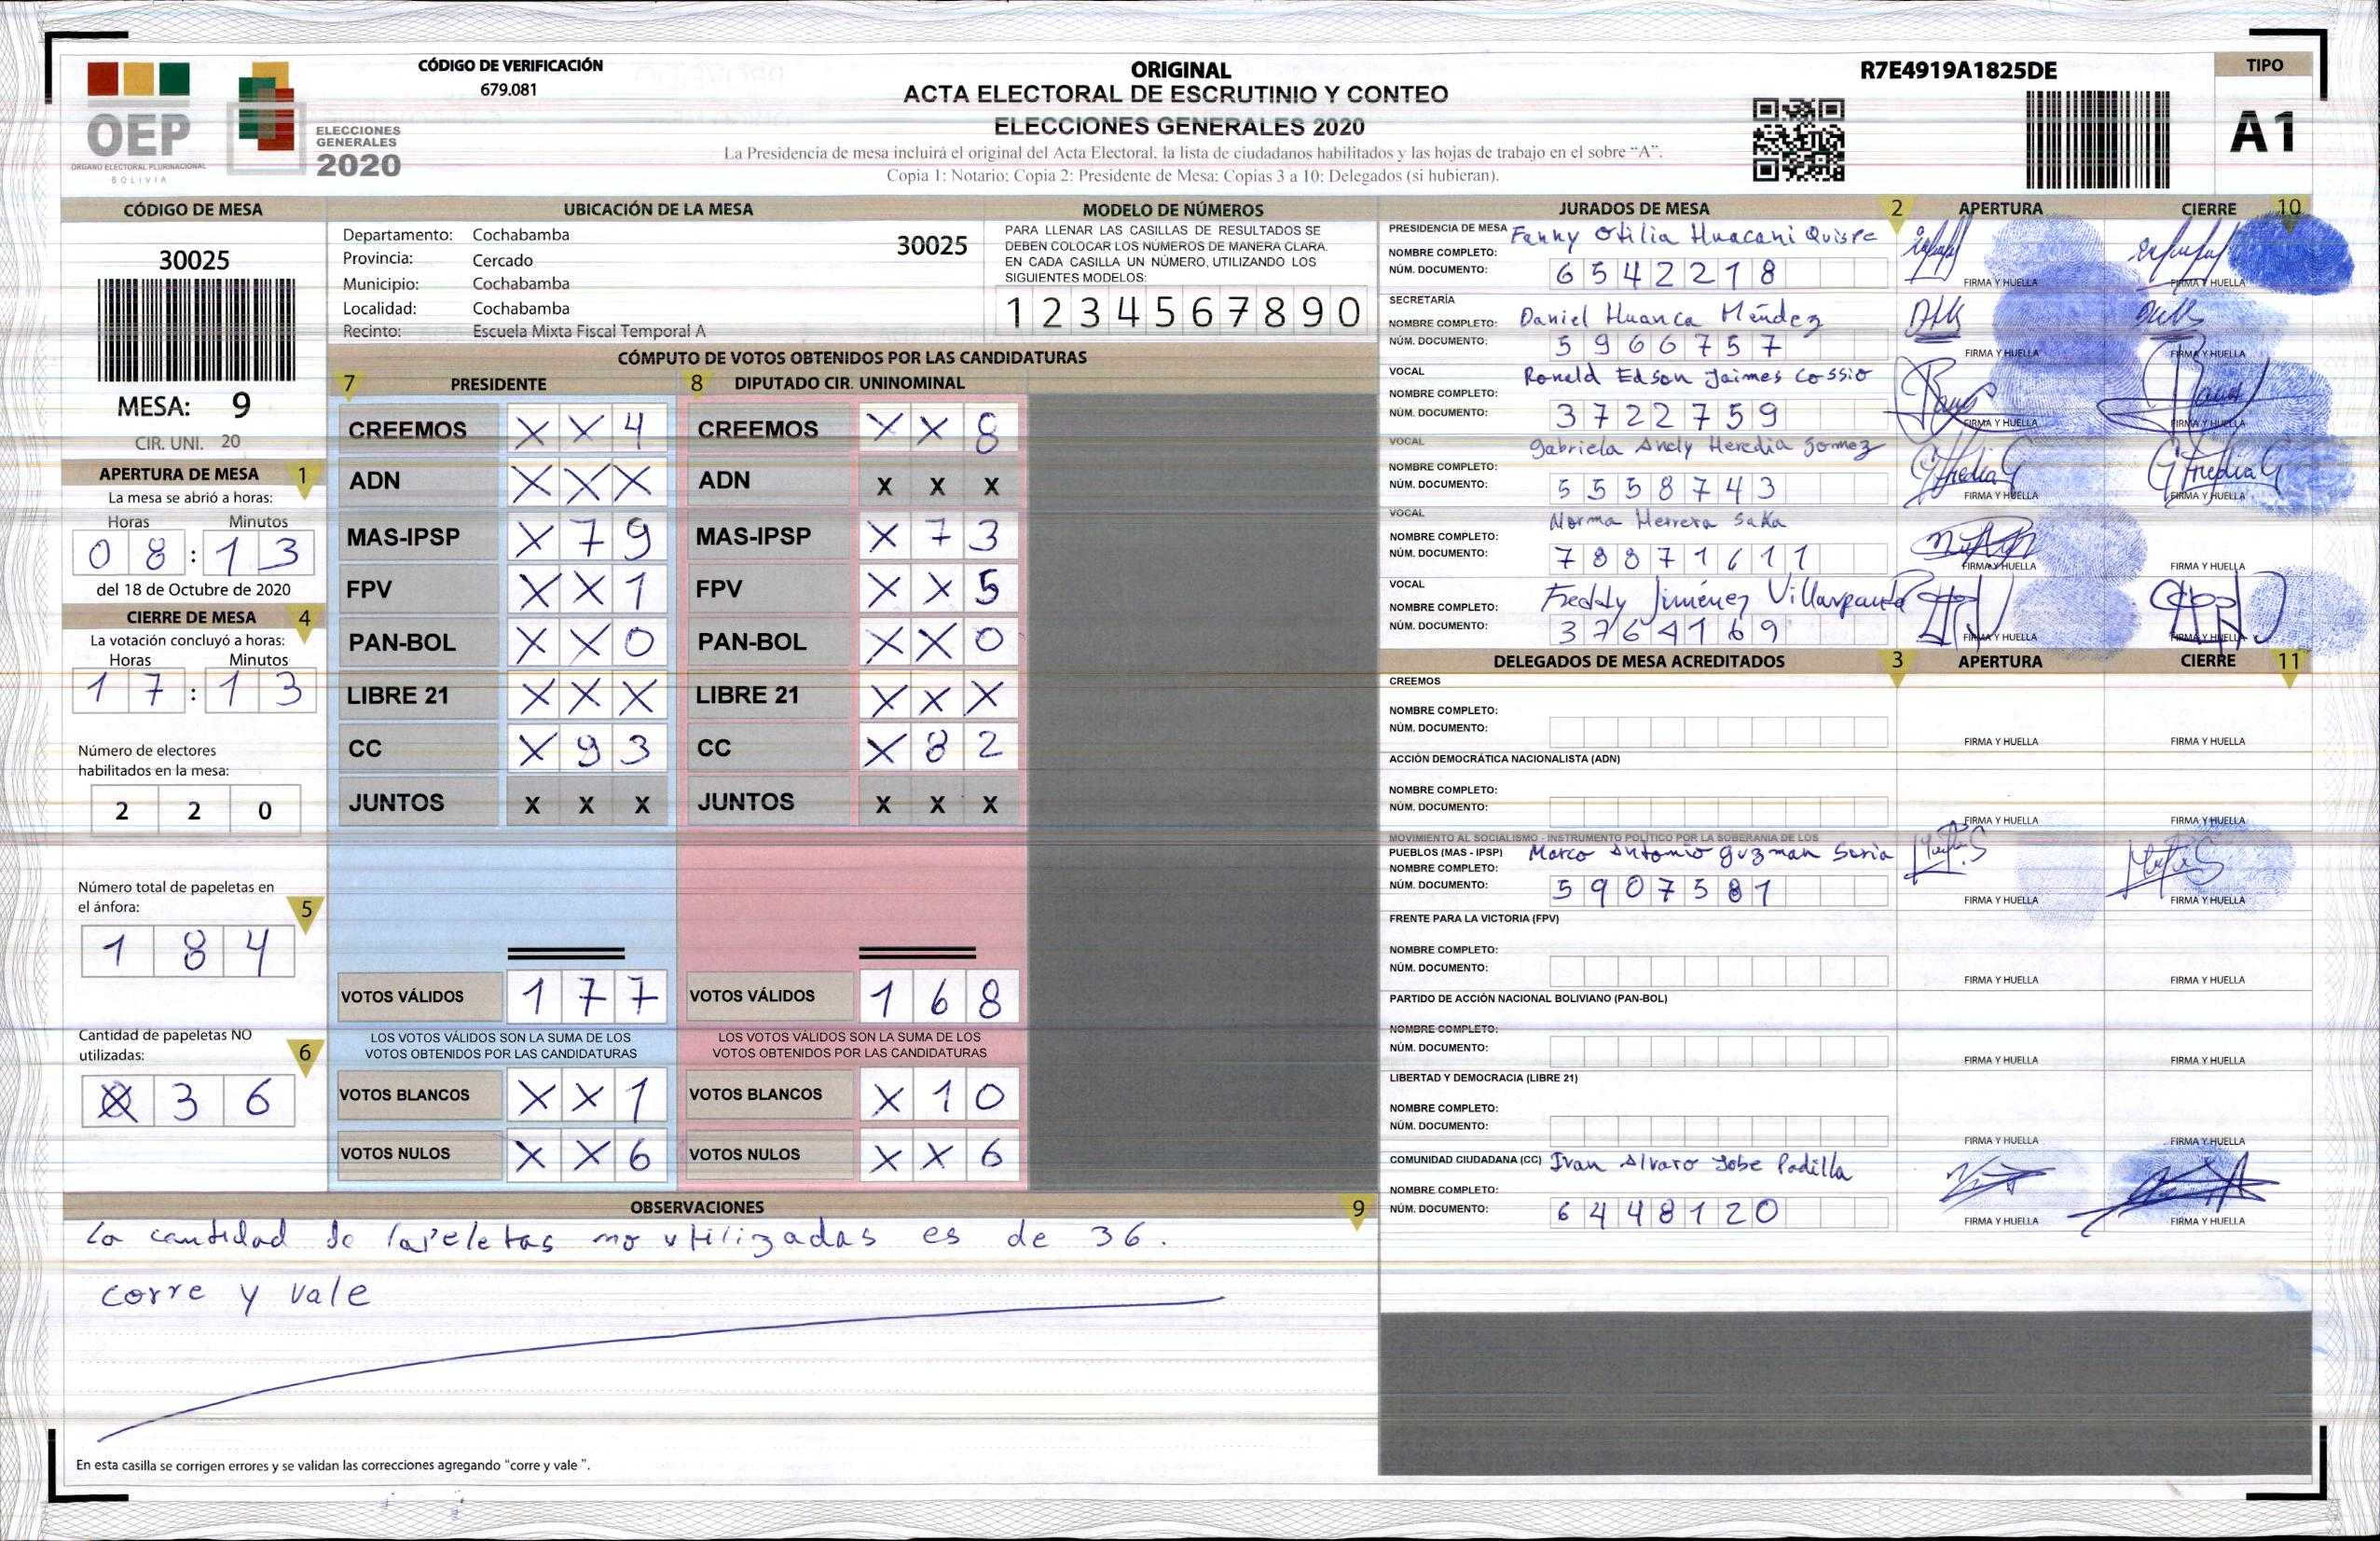 CÓDIGO DE VERIFICACIÓN
679.081
OEP
ÓRGANO ELECTORAL PLURINACIONAL
BOLIVIA
ELECCIONES
GENERALES
2020
ORIGINAL
ACTA ELECTORAL DE ESCRUTINIO Y CONTEO
ELECCIONES GENERALES 2020
La Presidencia de mesa incluirá el original del Acta Electoral, la lista de ciudadanos habilitados y las hojas de trabajo en el sobre “A”.
Copia 1: Notario; Copia 2: Presidente de Mesa; Copias 3 a 10: Delegados (si hubieran).
R7E4919A1825DE
TIPO
A1
CÓDIGO DE MESA
30025
MESA: 9
CIR. UNI. 20
APERTURA DE MESA 1
La mesa se abrió a horas:
Horas Minutos
08:13
del 18 de Octubre de 2020
CIERRE DE MESA 4
La votación concluyó a horas:
Horas Minutos
17:13
Número de electores
habilitados en la mesa:
2 2 0
Número total de papeletas en
el ánfora: 5
1 8 4
Cantidad de papeletas NO
utilizadas: 6
X 3 6
UBICACIÓN DE LA MESA
Departamento: Cochabamba
Provincia: Cercado
Municipio: Cochabamba
Localidad: Cochabamba
Recinto: Escuela Mixta Fiscal Temporal A
30025
MODELO DE NÚMEROS
PARA LLENAR LAS CASILLAS DE RESULTADOS SE
DEBEN COLOCAR LOS NÚMEROS DE MANERA CLARA.
EN CADA CASILLA UN NÚMERO, UTILIZANDO LOS
SIGUIENTES MODELOS:
1 2 3 4 5 6 7 8 9 0
CÓMPUTO DE VOTOS OBTENIDOS POR LAS CANDIDATURAS
7 PRESIDENTE 8 DIPUTADO CIR. UNINOMINAL
CREEMOS X X 4 CREEMOS X X 8
ADN X X X ADN X X X
MAS-IPSP X 7 9 MAS-IPSP X 7 3
FPV X X 1 FPV X X 5
PAN-BOL X X 0 PAN-BOL X X 0
LIBRE 21 X X X LIBRE 21 X X X
CC X 9 3 CC X 8 2
JUNTOS X X X JUNTOS X X X
VOTOS VÁLIDOS 1 7 7 VOTOS VÁLIDOS 1 6 8
LOS VOTOS VÁLIDOS SON LA SUMA DE LOS LOS VOTOS VÁLIDOS SON LA SUMA DE LOS
VOTOS OBTENIDOS POR LAS CANDIDATURAS VOTOS OBTENIDOS POR LAS CANDIDATURAS
VOTOS BLANCOS X X 1 VOTOS BLANCOS X 1 0
VOTOS NULOS X X 6 VOTOS NULOS X X 6
OBSERVACIONES 9
La cantidad de papeletas no utilizadas es de 36.
corre y vale
En esta casilla se corrigen errores y se validan las correcciones agregando “corre y vale ”.
JURADOS DE MESA 2 APERTURA CIERRE 10
PRESIDENCIA DE MESA Fanny Otilia Huacani Quispe
NOMBRE COMPLETO:
NÚM. DOCUMENTO: 6542218
FIRMA Y HUELLA FIRMA Y HUELLA
SECRETARÍA
NOMBRE COMPLETO: Daniel Huanca Méndez
NÚM. DOCUMENTO: 5966757
FIRMA Y HUELLA FIRMA Y HUELLA
VOCAL Ronald Edson Jaimes Cossio
NOMBRE COMPLETO:
NÚM. DOCUMENTO: 3722759
FIRMA Y HUELLA FIRMA Y HUELLA
VOCAL Gabriela Andy Heredia Gomez
NOMBRE COMPLETO:
NÚM. DOCUMENTO: 5558743
FIRMA Y HUELLA FIRMA Y HUELLA
VOCAL Norma Herrera Saka
NOMBRE COMPLETO:
NÚM. DOCUMENTO: 78871611
FIRMA Y HUELLA FIRMA Y HUELLA
VOCAL
NOMBRE COMPLETO: Freddy Jiménez
NÚM. DOCUMENTO: 3764169
FIRMA Y HUELLA FIRMA Y HUELLA
DELEGADOS DE MESA ACREDITADOS 3 APERTURA CIERRE 11
CREEMOS
NOMBRE COMPLETO:
NÚM. DOCUMENTO:
FIRMA Y HUELLA FIRMA Y HUELLA
ACCIÓN DEMOCRÁTICA NACIONALISTA (ADN)
NOMBRE COMPLETO:
NÚM. DOCUMENTO:
FIRMA Y HUELLA FIRMA Y HUELLA
MOVIMIENTO AL SOCIALISMO - INSTRUMENTO POLÍTICO POR LA SOBERANIA DE LOS
PUEBLOS (MAS - IPSP) Marco Antonio Guzman Soria
NOMBRE COMPLETO:
NÚM. DOCUMENTO: 5907581
FIRMA Y HUELLA FIRMA Y HUELLA
FRENTE PARA LA VICTORIA (FPV)
NOMBRE COMPLETO:
NÚM. DOCUMENTO:
FIRMA Y HUELLA FIRMA Y HUELLA
PARTIDO DE ACCIÓN NACIONAL BOLIVIANO (PAN-BOL)
NOMBRE COMPLETO:
NÚM. DOCUMENTO:
FIRMA Y HUELLA FIRMA Y HUELLA
LIBERTAD Y DEMOCRACIA (LIBRE 21)
NOMBRE COMPLETO:
NÚM. DOCUMENTO:
FIRMA Y HUELLA FIRMA Y HUELLA
COMUNIDAD CIUDADANA (CC) Ivan Alvaro Padilla
NOMBRE COMPLETO:
NÚM. DOCUMENTO: 6448120
FIRMA Y HUELLA FIRMA Y HUELLA